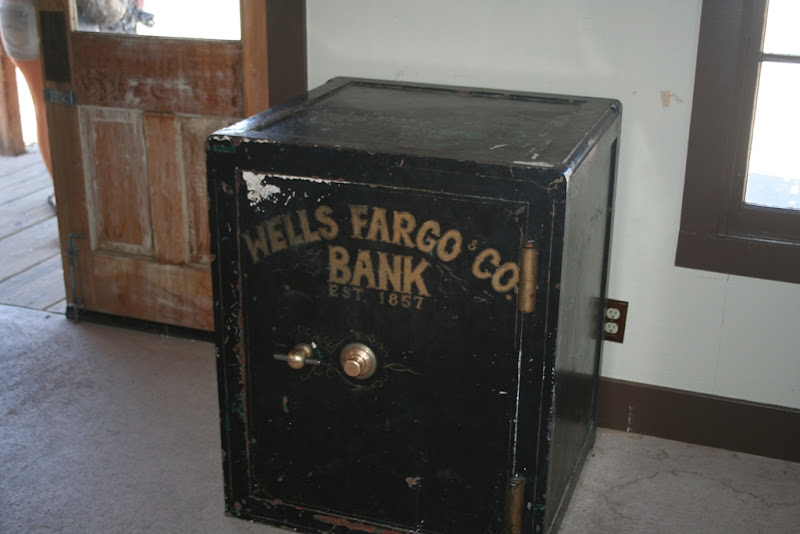 WELLS FARGO & CO.
BANK
EST. 1857